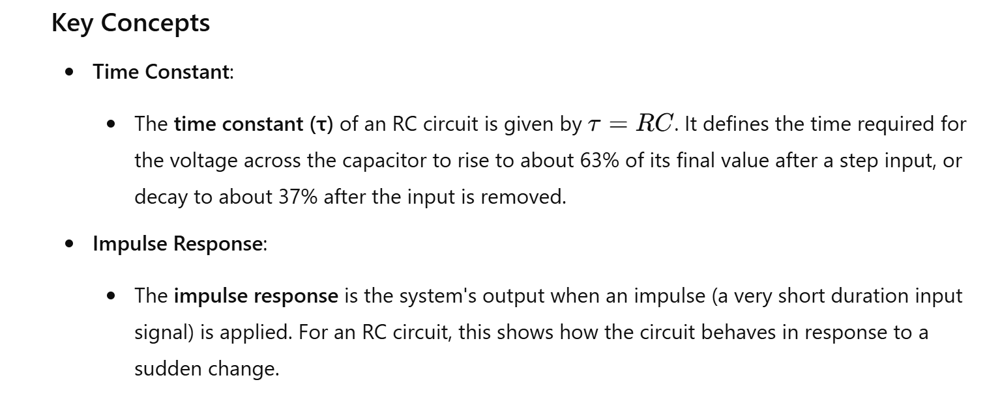 Key Concepts
• Time Constant:
• The time constant (τ) of an RC circuit is given by τ = RC. It defines the time required for
the voltage across the capacitor to rise to about 63% of its final value after a step input, or
decay to about 37% after the input is removed.
• Impulse Response:
• The impulse response is the system's output when an impulse (a very short duration input
signal) is applied. For an RC circuit, this shows how the circuit behaves in response to a
sudden change.